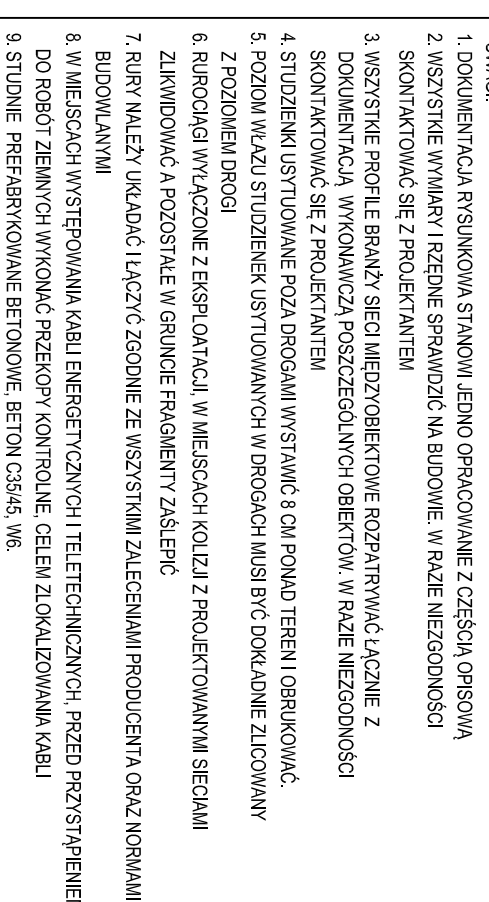 1. DOKUMENTACJA RYSUNKOWA STANOWI JEDNO OPRACOWANIE Z CZĘŚCIĄ OPISOWĄ
2. WSZYSTKIE WYMIARY I RZĘDNE SPRAWDZIĆ NA BUDOWIE. W RAZIE NIEZGODNOŚCI
SKONTAKTOWAĆ SIĘ Z PROJEKTANTEM
3. WSZYSTKIE PROFILE BRANŻY SIECI MIĘDZYOBIEKTOWE ROZPATRYWAĆ ŁĄCZNIE Z
DOKUMENTACJĄ WYKONAWCZĄ POSZCZEGÓLNYCH OBIEKTÓW. W RAZIE NIEZGODNOŚCI
SKONTAKTOWAĆ SIĘ Z PROJEKTANTEM
4. STUDZIENKI USYTUOWANE POZA DROGAMI WYSTAWIĆ 8 CM PONAD TEREN I OBRUKOWAĆ.
5. POZIOM WŁAZU STUDZIENEK USYTUOWANYCH W DROGACH MUSI BYĆ DOKŁADNIE ZLICOWANY
Z POZIOMEM DROGI
6. RUROCIĄGI WYŁĄCZONE Z EKSPLOATACJI, W MIEJSCACH KOLIZJI Z PROJEKTOWANYMI SIECIAMI
ZLIKWIDOWAĆ A POZOSTAŁE W GRUNCIE FRAGMENTY ZAŚLEPIĆ
7. RURY NALEŻY UKŁADAĆ I ŁĄCZYĆ ZGODNIE ZE WSZYSTKIMI ZALECENIAMI PRODUCENTA ORAZ NORMAMI
BUDOWLANYMI
8. W MIEJSCACH WYSTĘPOWANIA KABLI ENERGETYCZNYCH I TELETECHNICZNYCH, PRZED PRZYSTĄPIENIEI
DO ROBÓT ZIEMNYCH WYKONAĆ PRZEKOPY KONTROLNE, CELEM ZLOKALIZOWANIA KABLI
9. STUDNIE PREFABRYKOWANE BETONOWE, BETON C35/45, W6.